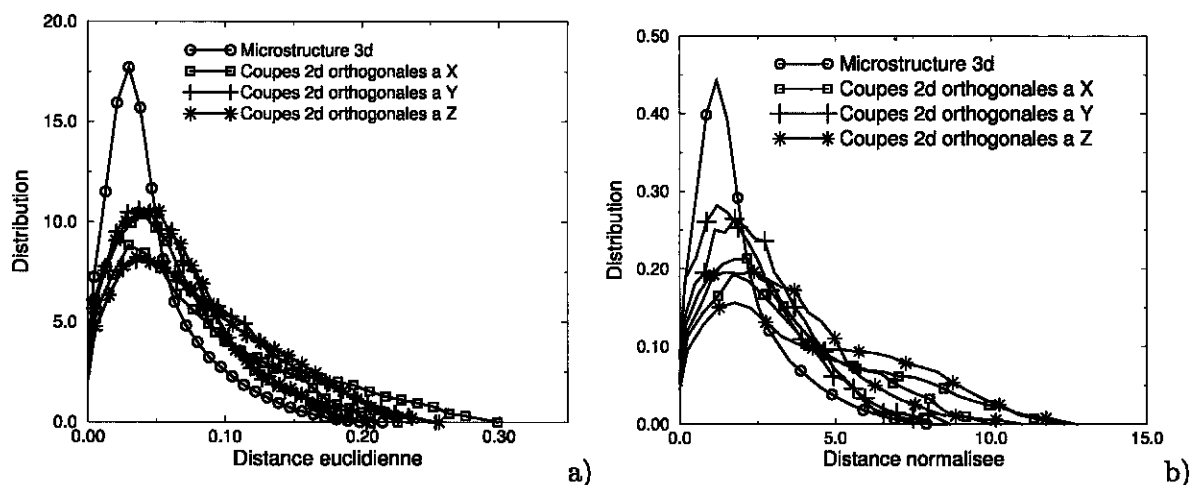 20.0
15.0
10.0
5.0
0.0
Distribution
Microstructure 3d
Coupes 2d orthogonales a X
Coupes 2d orthogonales a Y
Coupes 2d orthogonales a Z
0.00
0.10
0.20
0.30
Distance euclidienne
a)
0.50
0.40
0.30
0.20
0.10
0.00
Distribution
Microstructure 3d
Coupes 2d orthogonales a X
Coupes 2d orthogonales a Y
Coupes 2d orthogonales a Z
0.0
5.0
10.0
15.0
Distance normalisee
b)